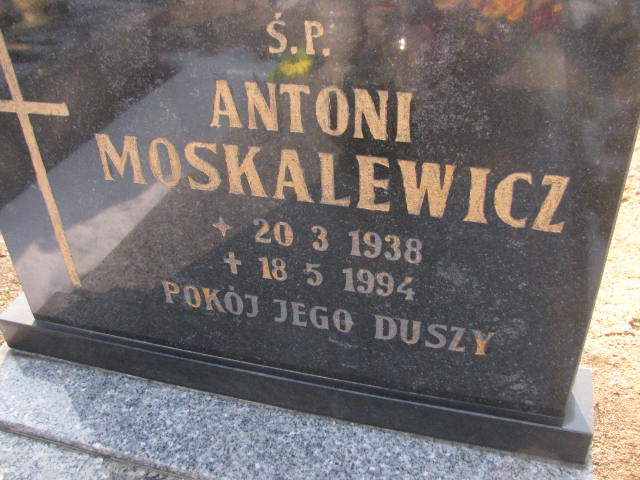 Ś.P.
ANTONI
MOSKALEWICZ
20 3 1938
✝ 18 5 1994
POKÓJ JEGO DUSZY